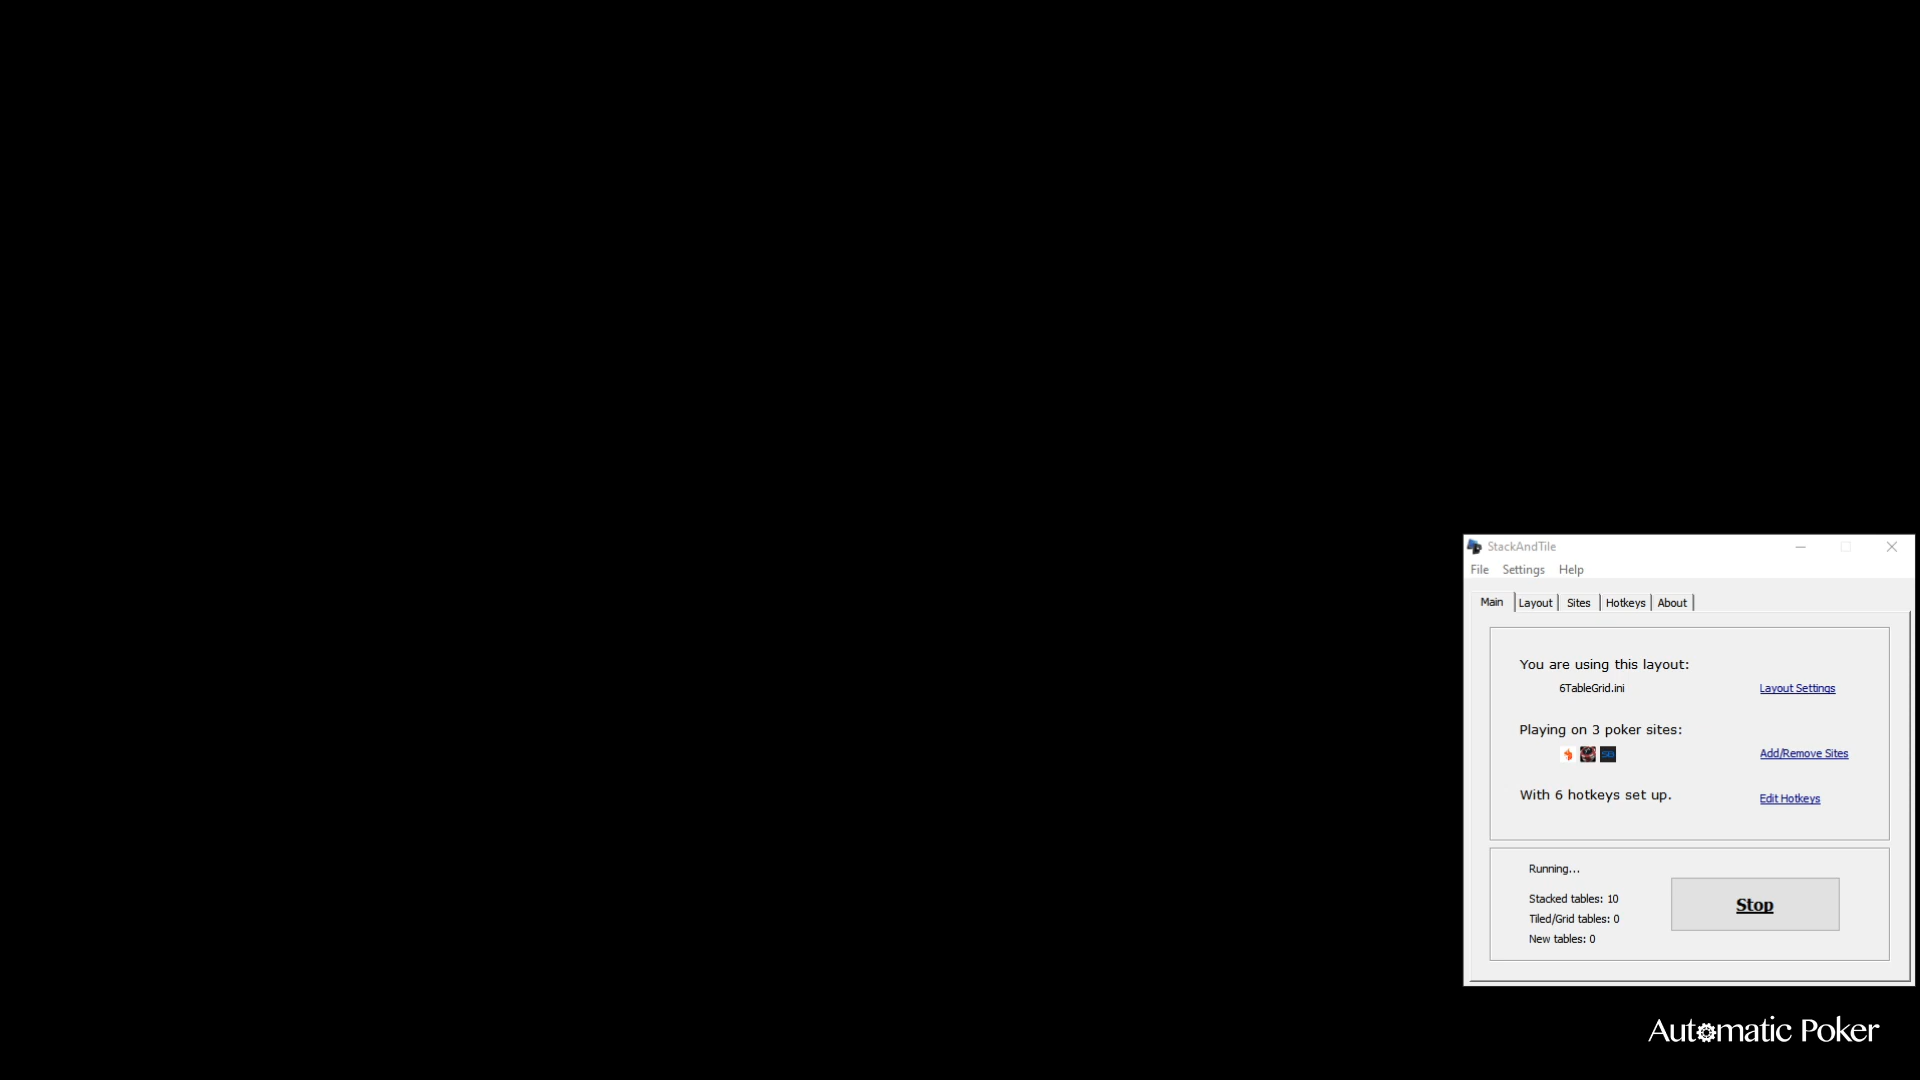 StackAndTile
File Settings Help
Main Layout Sites Hotkeys About
You are using this layout:
6TableGrid.ini Layout Settings
Playing on 3 poker sites:
Add/Remove Sites
With 6 hotkeys set up. Edit Hotkeys
Running...
Stacked tables: 10
Stop
Tiled/Grid tables: 0
New tables: 0
Automatic Poker